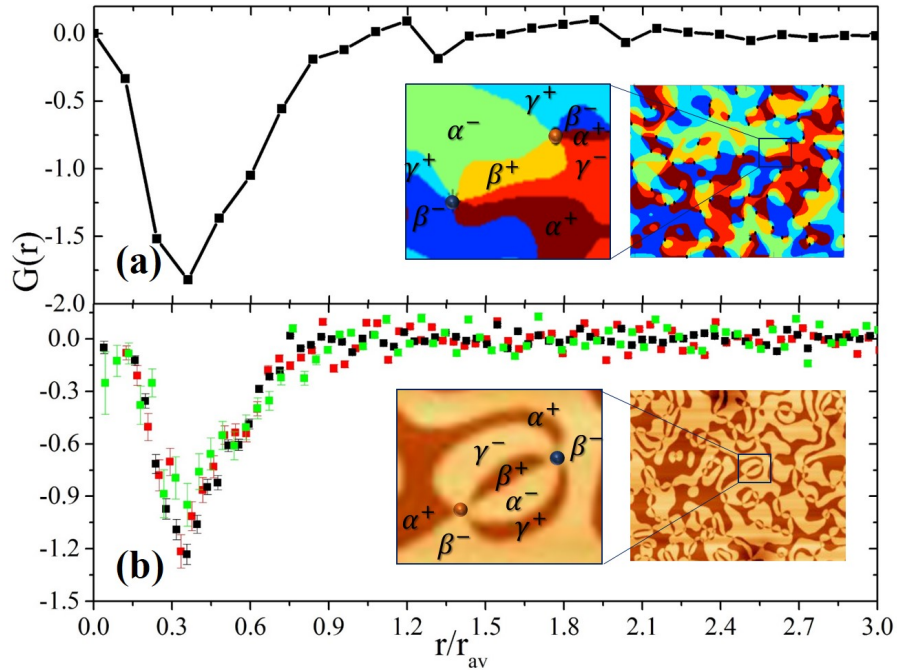 0.0
-0.5
-1.0
-1.5
-2.0
G(r)
(a)
γ⁺
β⁻
α⁻
α⁺
γ⁺
β⁺
γ⁻
β⁻
α⁺
0.0
-0.3
-0.6
-0.9
-1.2
-1.5
(b)
α⁺
γ⁻
β⁻
β⁺
α⁻
α⁺
γ⁺
β⁻
0.0 0.3 0.6 0.9 1.2 1.5 1.8 2.1 2.4 2.7 3.0
r/r_av